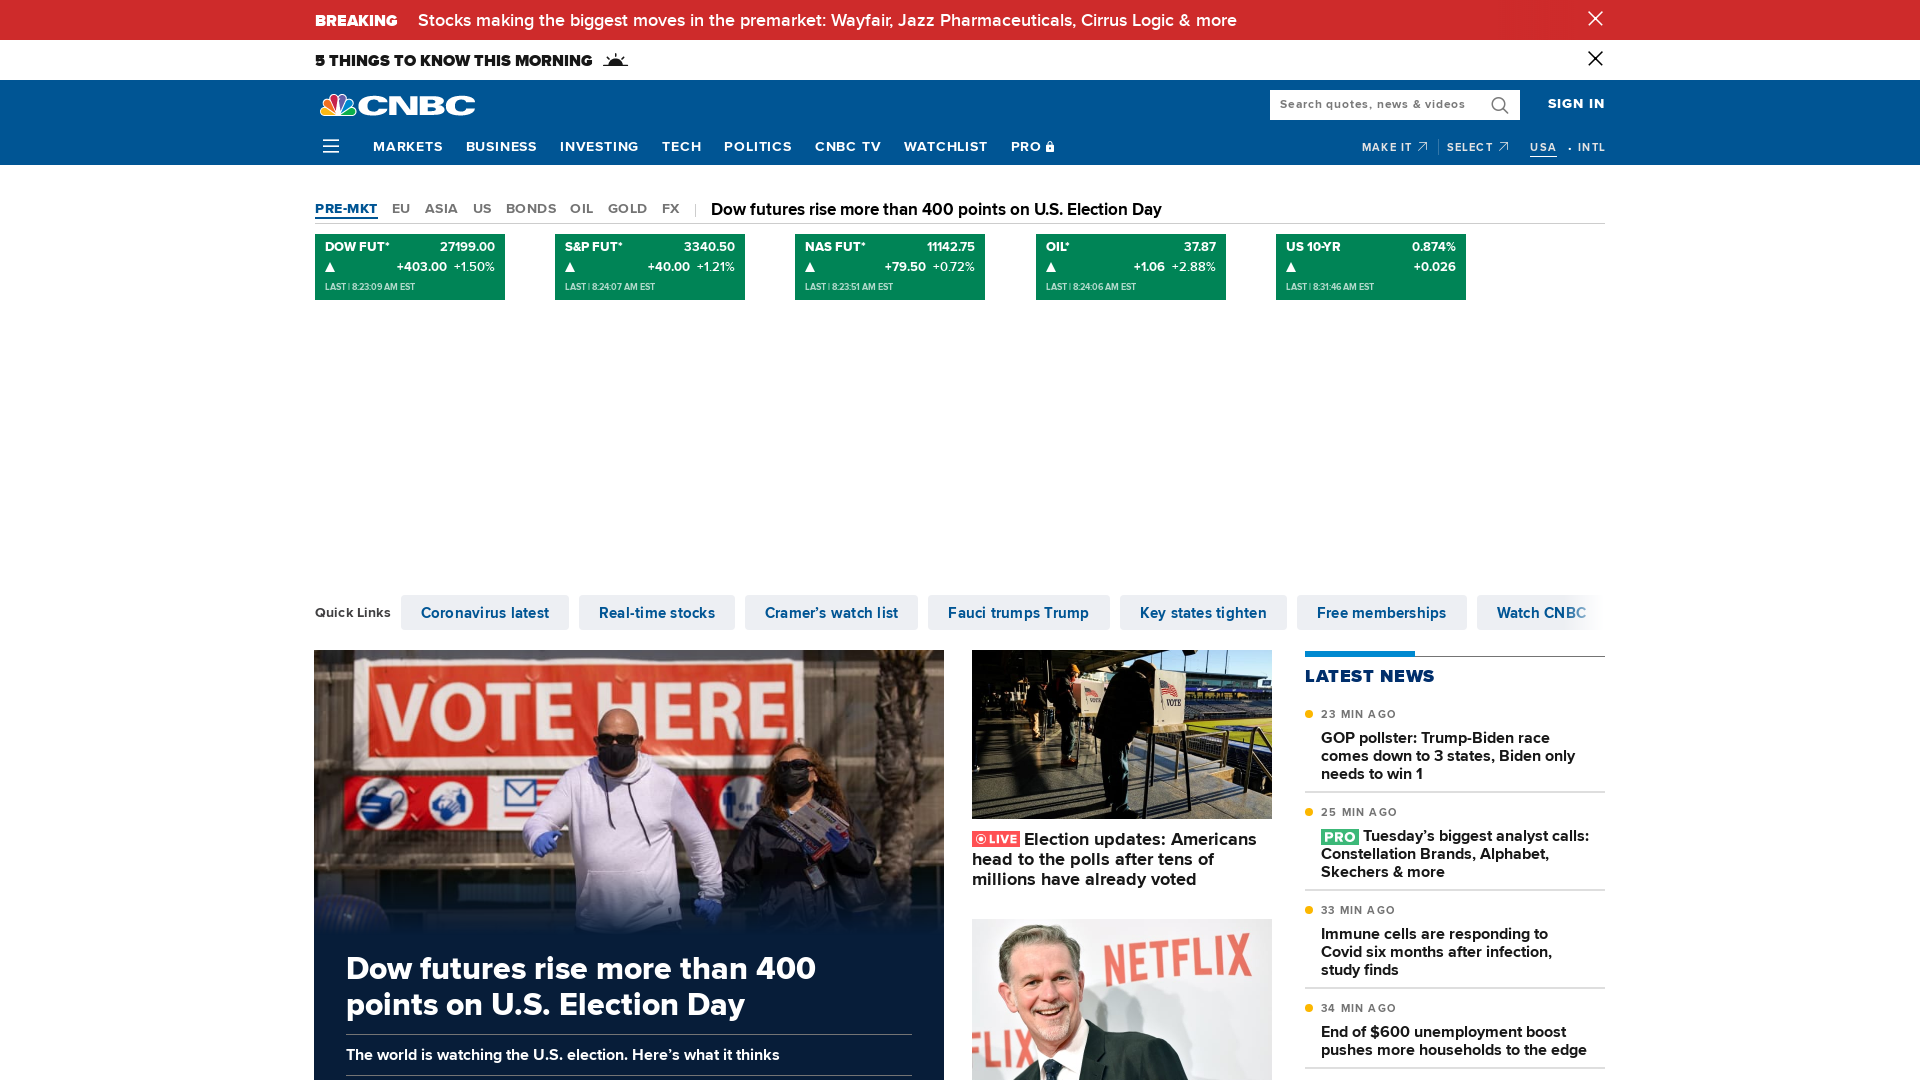 BREAKING Stocks making the biggest moves in the premarket: Wayfair, Jazz Pharmaceuticals, Cirrus Logic & more
5 THINGS TO KNOW THIS MORNING
CNBC
Search quotes, news & videos
SIGN IN
MARKETS BUSINESS INVESTING TECH POLITICS CNBC TV WATCHLIST PRO
MAKE IT SELECT USA • INTL
PRE-MKT EU ASIA US BONDS OIL GOLD FX
Dow futures rise more than 400 points on U.S. Election Day
DOW FUT* 27199.00
+403.00 +1.50%
LAST | 8:23:09 AM EST
S&P FUT* 3340.50
+40.00 +1.21%
LAST | 8:24:07 AM EST
NAS FUT* 11142.75
+79.50 +0.72%
LAST | 8:23:51 AM EST
OIL* 37.87
+1.06 +2.88%
LAST | 8:24:06 AM EST
US 10-YR 0.874%
+0.026
LAST | 8:31:46 AM EST
Quick Links
Coronavirus latest
Real-time stocks
Cramer’s watch list
Fauci trumps Trump
Key states tighten
Free memberships
Watch CNBC
VOTE HERE
Dow futures rise more than 400
points on U.S. Election Day
The world is watching the U.S. election. Here’s what it thinks
VOTE
VOTE
LIVE Election updates: Americans
head to the polls after tens of
millions have already voted
NETFLIX
FLIX
LATEST NEWS
23 MIN AGO
GOP pollster: Trump-Biden race
comes down to 3 states, Biden only
needs to win 1
25 MIN AGO
PRO Tuesday’s biggest analyst calls:
Constellation Brands, Alphabet,
Skechers & more
33 MIN AGO
Immune cells are responding to
Covid six months after infection,
study finds
34 MIN AGO
End of $600 unemployment boost
pushes more households to the edge